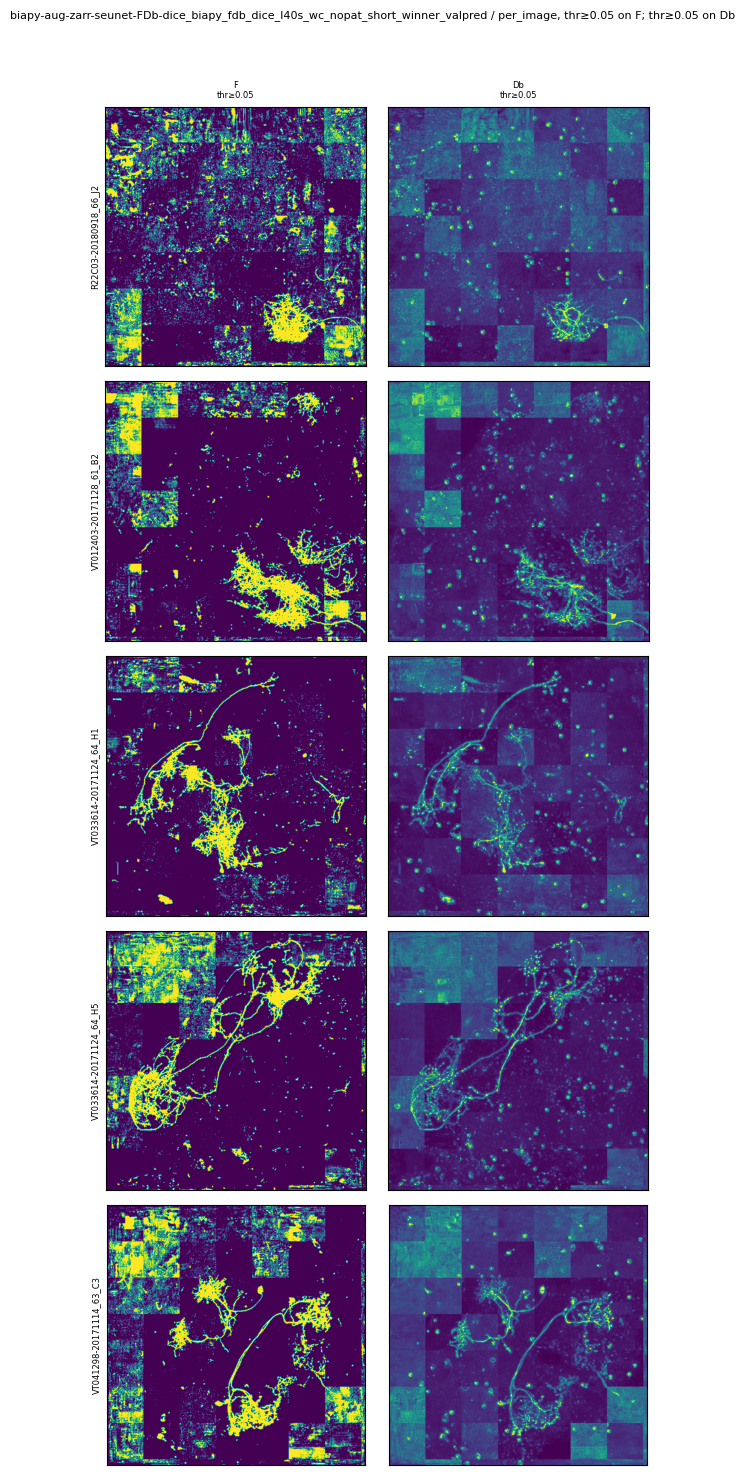 biapy-aug-zarr-seunet-FDb-dice_biapy_fdb_dice_l40s_wc_nopat_short_winner_valpred / per_image, thr≥0.05 on F; thr≥0.05 on Db
F
thr≥0.05
Db
thr≥0.05
R22C03-20180918_66_J2
VT012403-20171128_61_B2
VT033614-20171124_64_H1
VT033614-20171124_64_H5
VT041298-20171114_63_C3